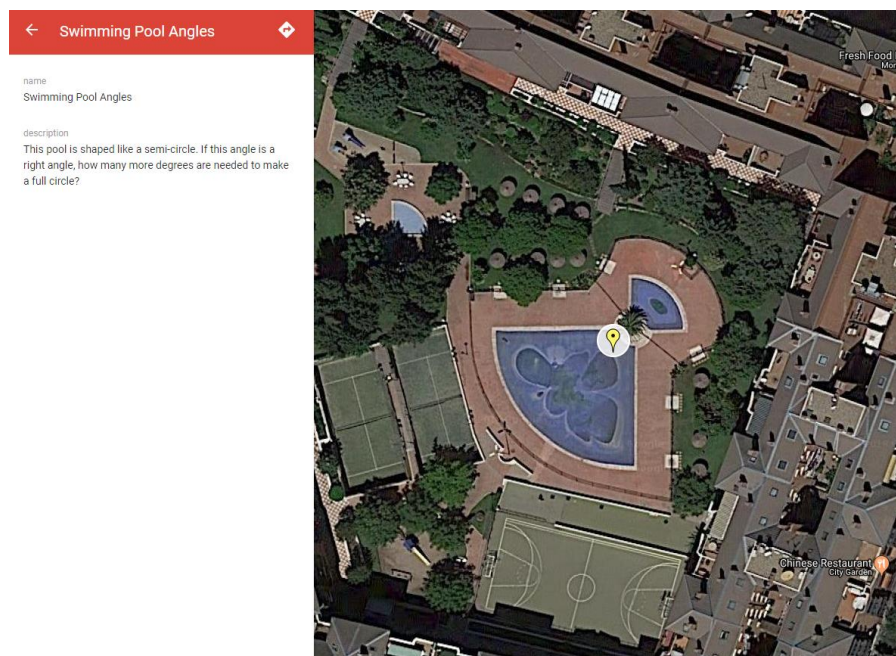 Swimming Pool Angles
name
Swimming Pool Angles
description
This pool is shaped like a semi-circle. If this angle is a
right angle, how many more degrees are needed to make
a full circle?
Fresh Food
Chinese Restaurant
City Garden